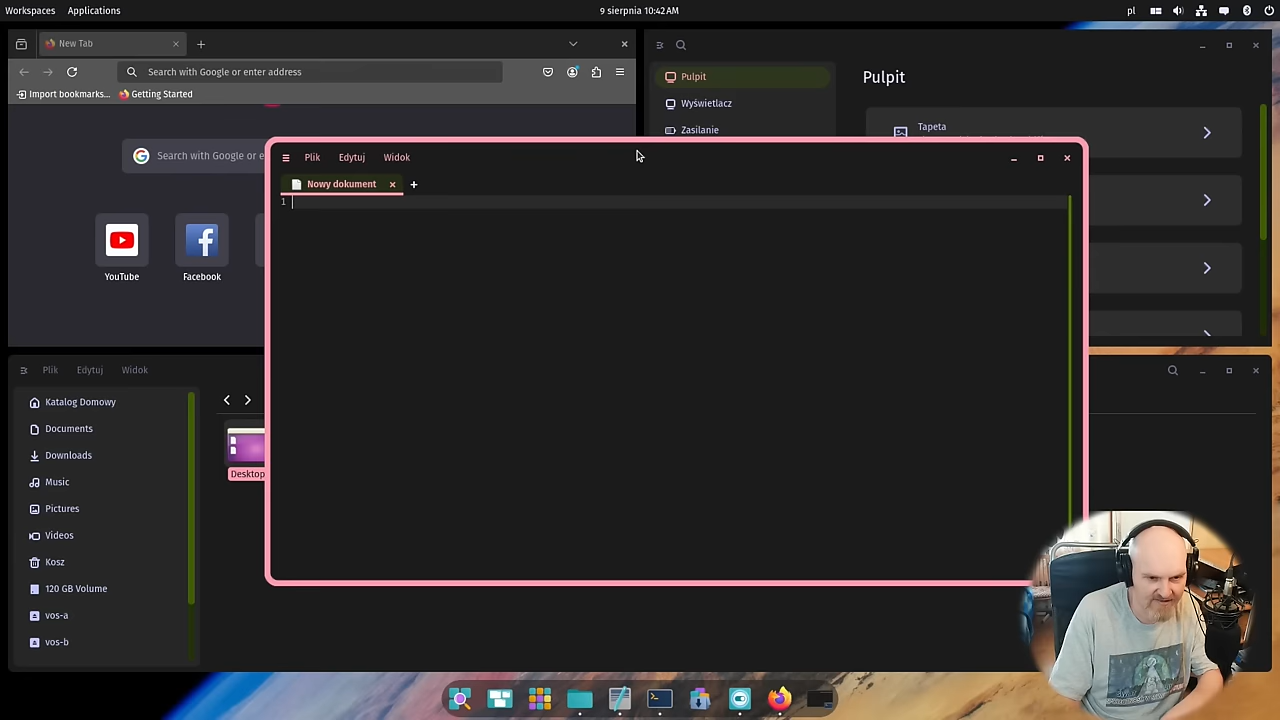 Workspaces Applications 9 sierpnia 10:42AM pl
New Tab
Search with Google or enter address
Import bookmarks... Getting Started
Search with Google or e
YouTube Facebook
Pulpit
Wyświetlacz
Zasilanie
Pulpit
Tapeta
Plik Edytuj Widok
Nowy dokument
1
Plik Edytuj Widok
Katalog Domowy
Documents
Downloads
Music
Pictures
Videos
Kosz
120 GB Volume
vos-a
vos-b
Desktop